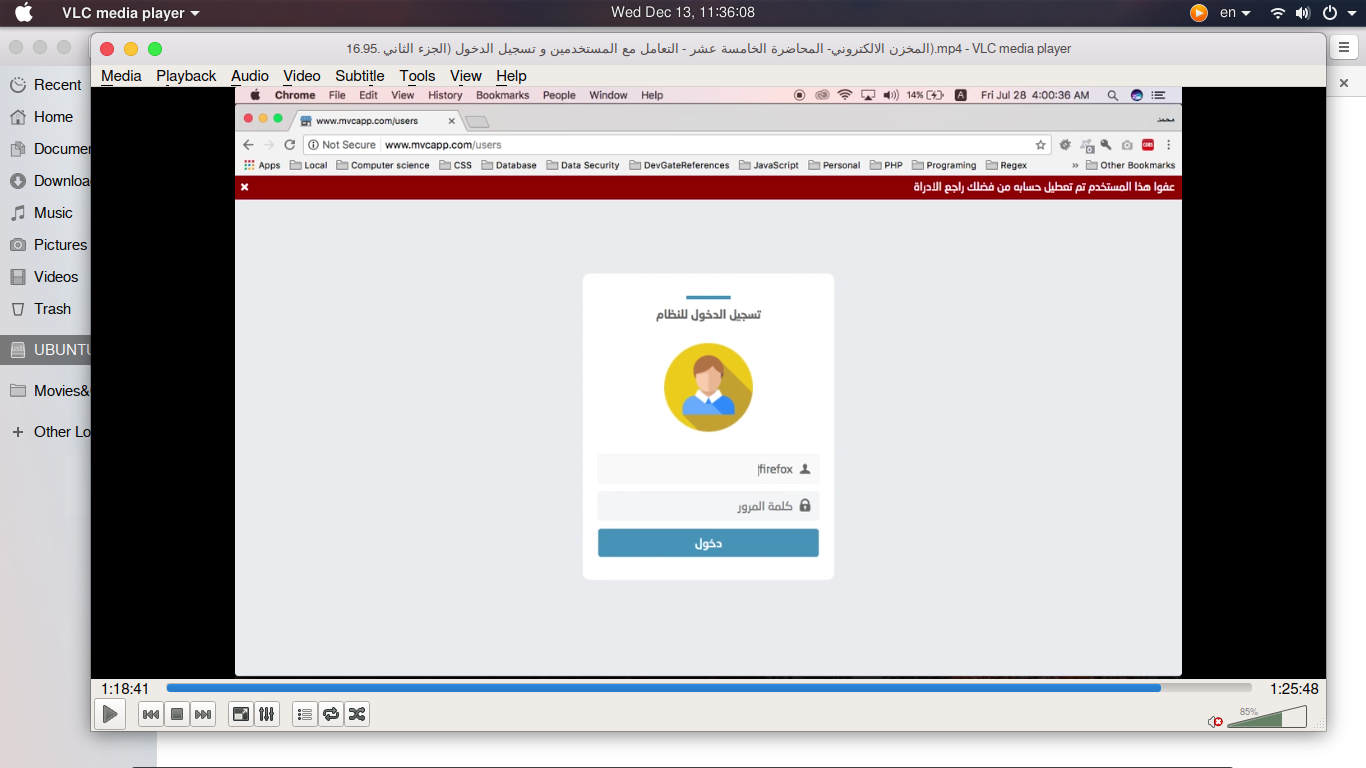 VLC media player
Wed Dec 13, 11:36:08
en
16.95. المخزن الالكتروني- المحاضرة الخامسة عشر - التعامل مع المستخدمين و تسجيل الدخول (الجزء الثاني).mp4 - VLC media player
Media Playback Audio Video Subtitle Tools View Help
Recent
Home
Documen
Downloa
Music
Pictures
Videos
Trash
UBUNTU
Movies&
+ Other Lo
Chrome File Edit View History Bookmarks People Window Help
14% A Fri Jul 28 4:00:36 AM
www.mvcapp.com/users
محمد
Not Secure www.mvcapp.com/users
Apps Local Computer science CSS Database Data Security DevGateReferences JavaScript Personal PHP Programing Regex » Other Bookmarks
عفوا هذا المستخدم تم تعطيل حسابه من فضلك راجع الادراة
تسجيل الدخول للنظام
firefox
كلمة المرور
دخول
1:18:41
1:25:48
85%